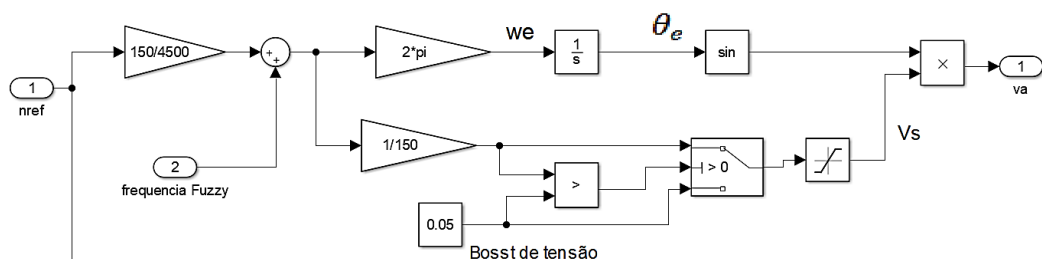 150/4500
+
+
2*pi
we
1
s
θe
sin
×
1
va
1
nref
2
frequencia Fuzzy
1/150
>
> 0
Vs
0.05
Bosst de tensão